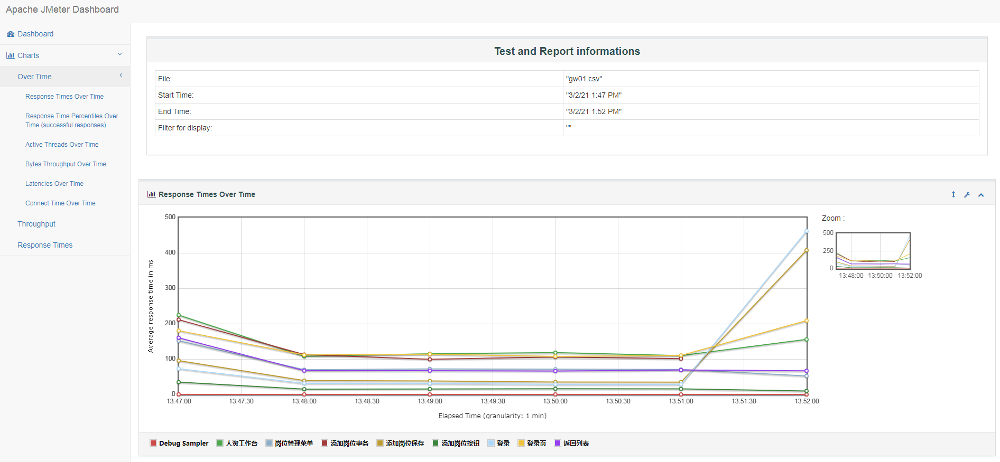 Apache JMeter Dashboard
Dashboard
Charts
Over Time
Response Times Over Time
Response Time Percentiles Over
Time (successful responses)
Active Threads Over Time
Bytes Throughput Over Time
Latencies Over Time
Connect Time Over Time
Throughput
Response Times
Test and Report informations
File: "gw01.csv"
Start Time: "3/2/21 1:47 PM"
End Time: "3/2/21 1:52 PM"
Filter for display: ""
Response Times Over Time
500
400
300
200
100
0
Average response time in ms
13:47:00 13:47:30 13:48:00 13:48:30 13:49:00 13:49:30 13:50:00 13:50:30 13:51:00 13:51:30 13:52:00
Elapsed Time (granularity: 1 min)
Zoom :
500
250
0
13:48:00 13:50:00 13:52:00
Debug Sampler 人资工作台 岗位管理菜单 添加岗位事务 添加岗位保存 添加岗位按钮 登录 登录页 返回列表